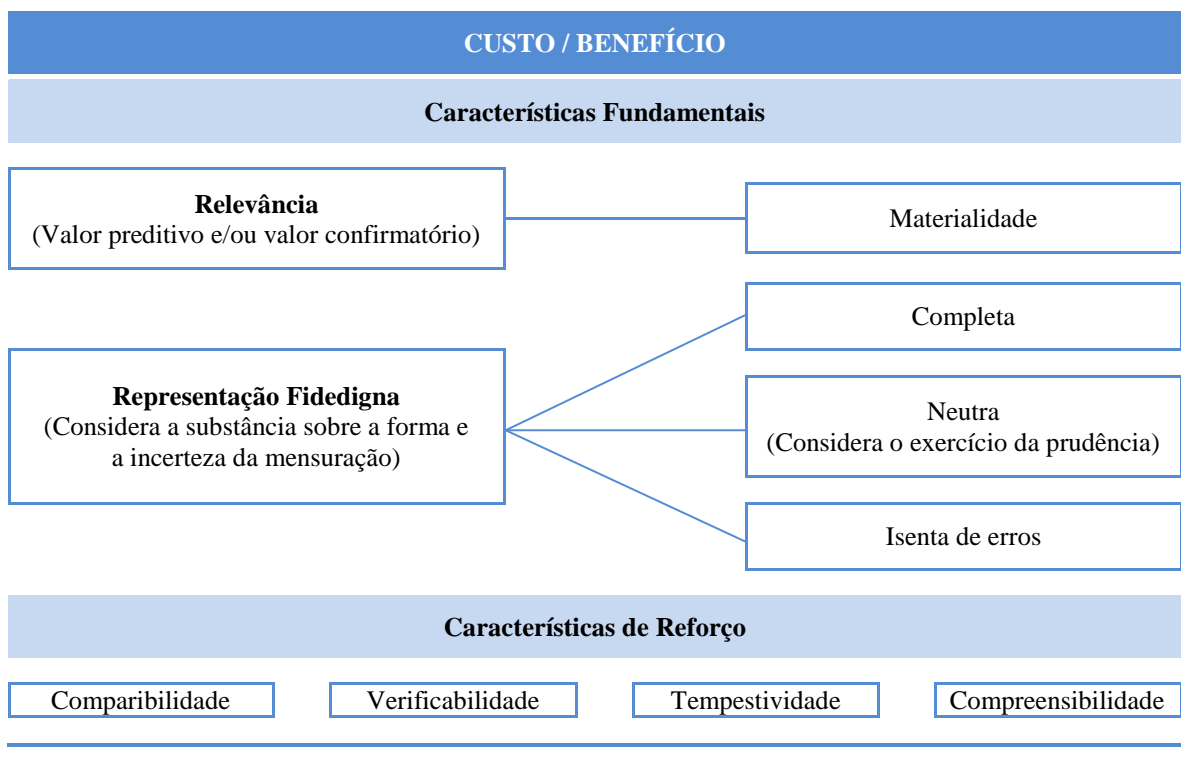 CUSTO / BENEFÍCIO
Características Fundamentais
Relevância
(Valor preditivo e/ou valor confirmatório)
Materialidade
Representação Fidedigna
(Considera a substância sobre a forma e
a incerteza da mensuração)
Completa
Neutra
(Considera o exercício da prudência)
Isenta de erros
Características de Reforço
Comparibilidade
Verificabilidade
Tempestividade
Compreensibilidade